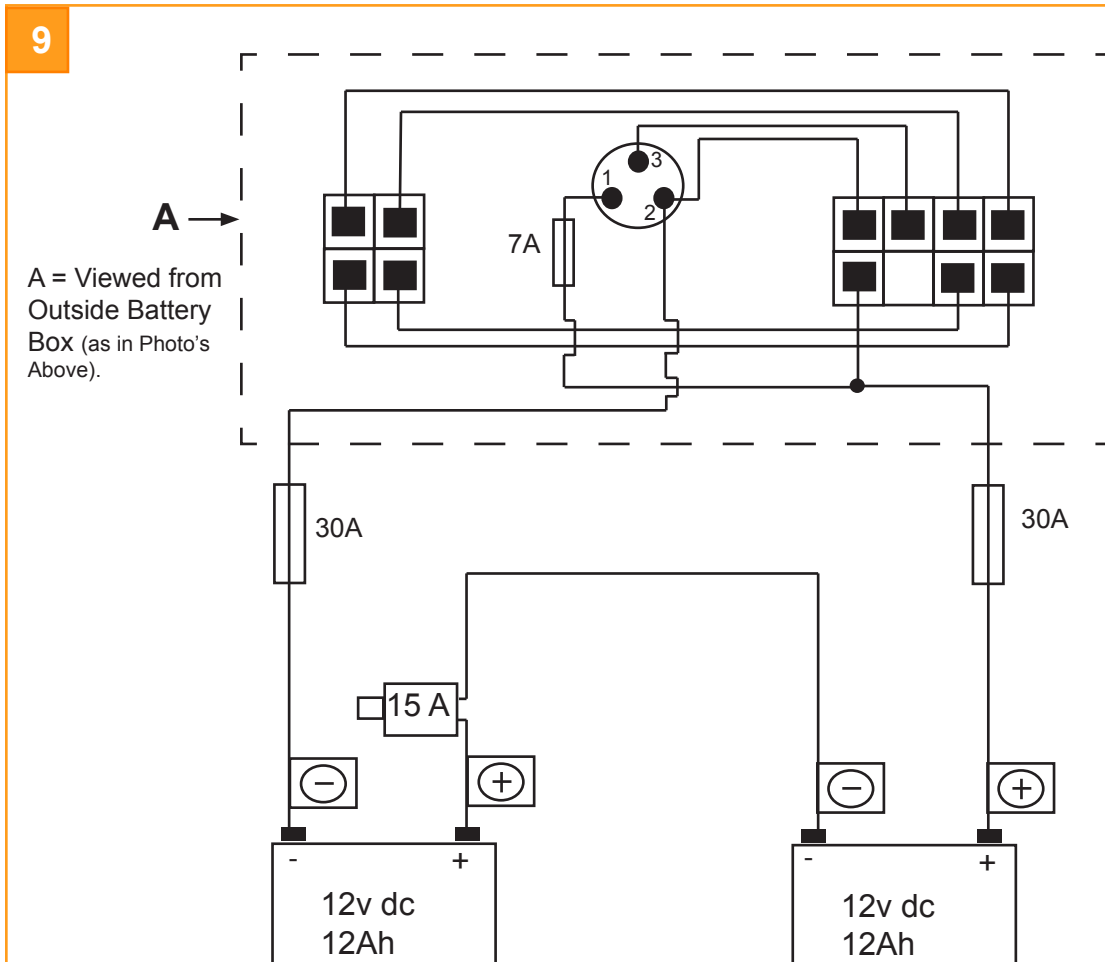 9
A
A = Viewed from
Outside Battery
Box (as in Photo's
Above).
3
1
2
7A
30A
30A
15 A
−
+
−
+
-
+
-
+
12v dc
12Ah
12v dc
12Ah